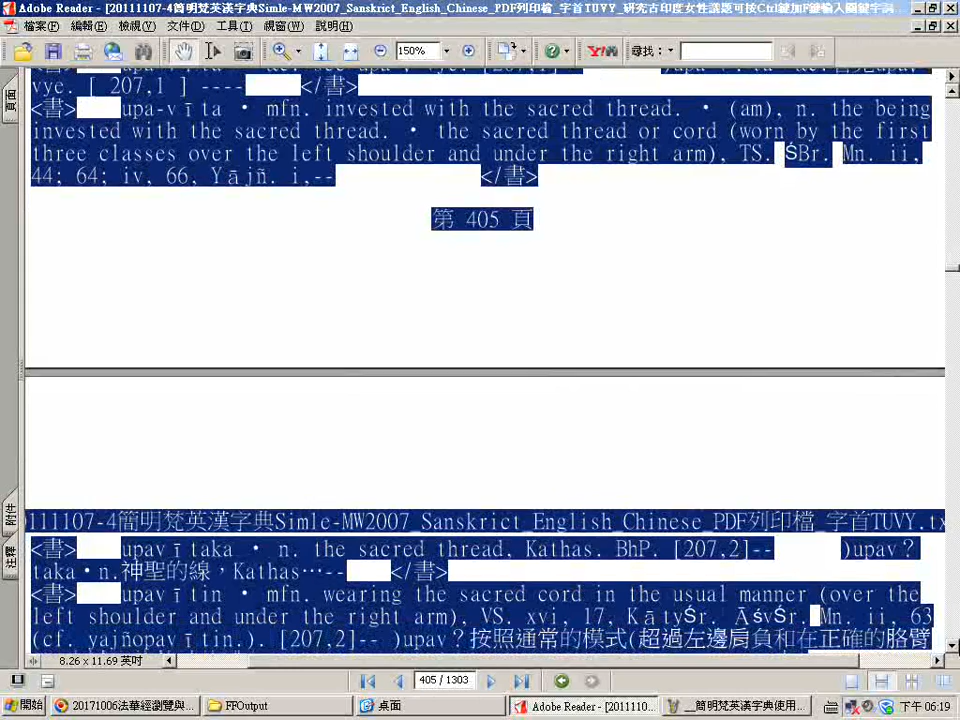 Adobe Reader - [20111107-4簡明梵英漢字典Simle-MW2007_Sanskrict_English_Chinese_PDF列印檔_字首TUVY_研究古印度女性議題可按Ctrl鍵加F鍵輸入關鍵字詞
檔案(F) 編輯(E) 檢視(V) 文件(D) 工具(T) 視窗(W) 說明(H)
150% Y! 尋找：
頁面
附件
註釋
vye. [ 207,1 ] ---- </書>
<書> upa-vīta • mfn. invested with the sacred thread. • (am), n. the being
invested with the sacred thread. • the sacred thread or cord (worn by the first
three classes over the left shoulder and under the right arm), TS. ŚBr. Mn. ii,
44; 64; iv, 66, Yājñ. i,-- </書>
第 405 頁
111107-4簡明梵英漢字典Simle-MW2007_Sanskrict_English_Chinese_PDF列印檔_字首TUVY.tx
<書> upavītaka • n. the sacred thread, Kathas. BhP. [207,2]-- )upav？
taka•n.神聖的線，Kathas…-- </書>
<書> upavītin • mfn. wearing the sacred cord in the usual manner (over the
left shoulder and under the right arm), VS. xvi, 17, KātyŚr. ĀśvŚr. Mn. ii, 63
(cf. yajñopavītin.). [207,2]-- )upav？按照通常的模式(超過左邊肩負和在正確的胳臂
8.26 x 11.69 英吋
405 / 1303
開始 20171006法華經瀏覽與... FFOutput 桌面 Adobe Reader - [201110... __簡明梵英漢字典使用... 下午 06:19